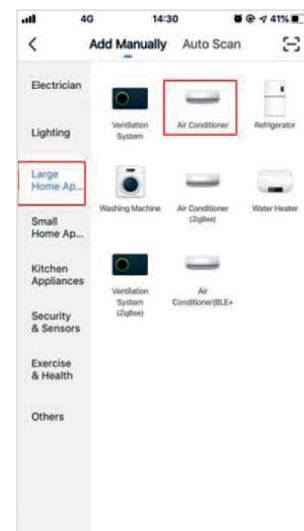 4G 14:30 41%
Add Manually Auto Scan
Electrician
Lighting
Large
Home Ap...
Small
Home Ap...
Kitchen
Appliances
Security
& Sensors
Exercise
& Health
Others
Ventilation
System
Air Conditioner
Refrigerator
Washing Machine
Air Conditioner
(ZigBee)
Water Heater
Ventilation
System
(ZigBee)
Air
Conditioner(BLE+